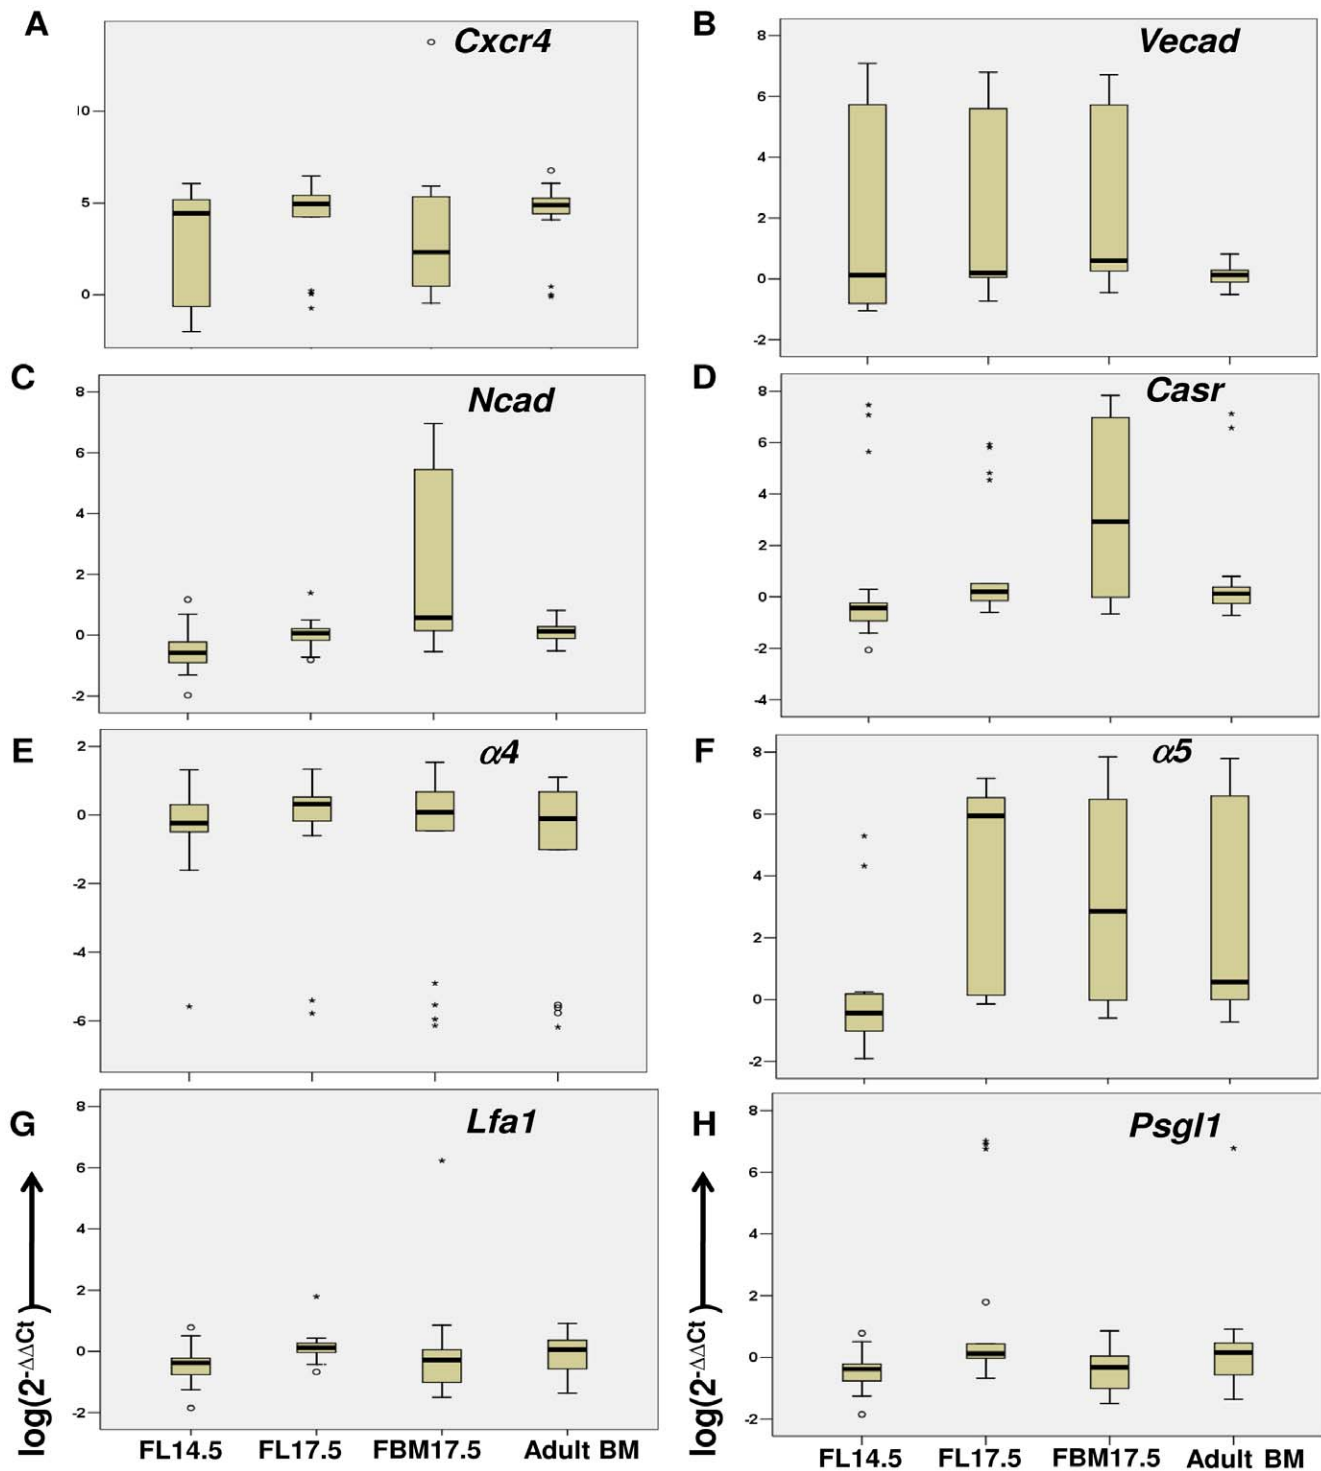 A
Cxcr4
10
5
0
B
Vecad
8
6
4
2
0
-2
C
Ncad
8
6
4
2
0
-2
D
Casr
8
6
4
2
0
-2
-4
E
α4
2
0
-2
-4
-6
F
α5
8
6
4
2
0
-2
G
Lfa1
8
6
4
2
0
-2
log(2-ΔΔCt)
FL14.5 FL17.5 FBM17.5 Adult BM
H
Psgl1
8
6
4
2
0
-2
log(2-ΔΔCt)
FL14.5 FL17.5 FBM17.5 Adult BM